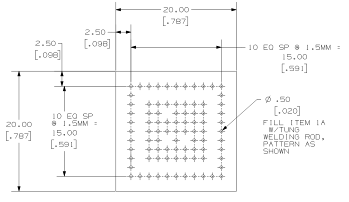 20.00
[.787]
2.50
[.098]
10 EQ SP @ 1.5MM =
15.00
[.591]
2.50
[.098]
20.00
[.787]
10 EQ SP
@ 1.5MM =
15.00
[.591]
Ø .50
[.020]
FILL ITEM 1A
W/TUNG
WELDING ROD,
PATTERN AS
SHOWN